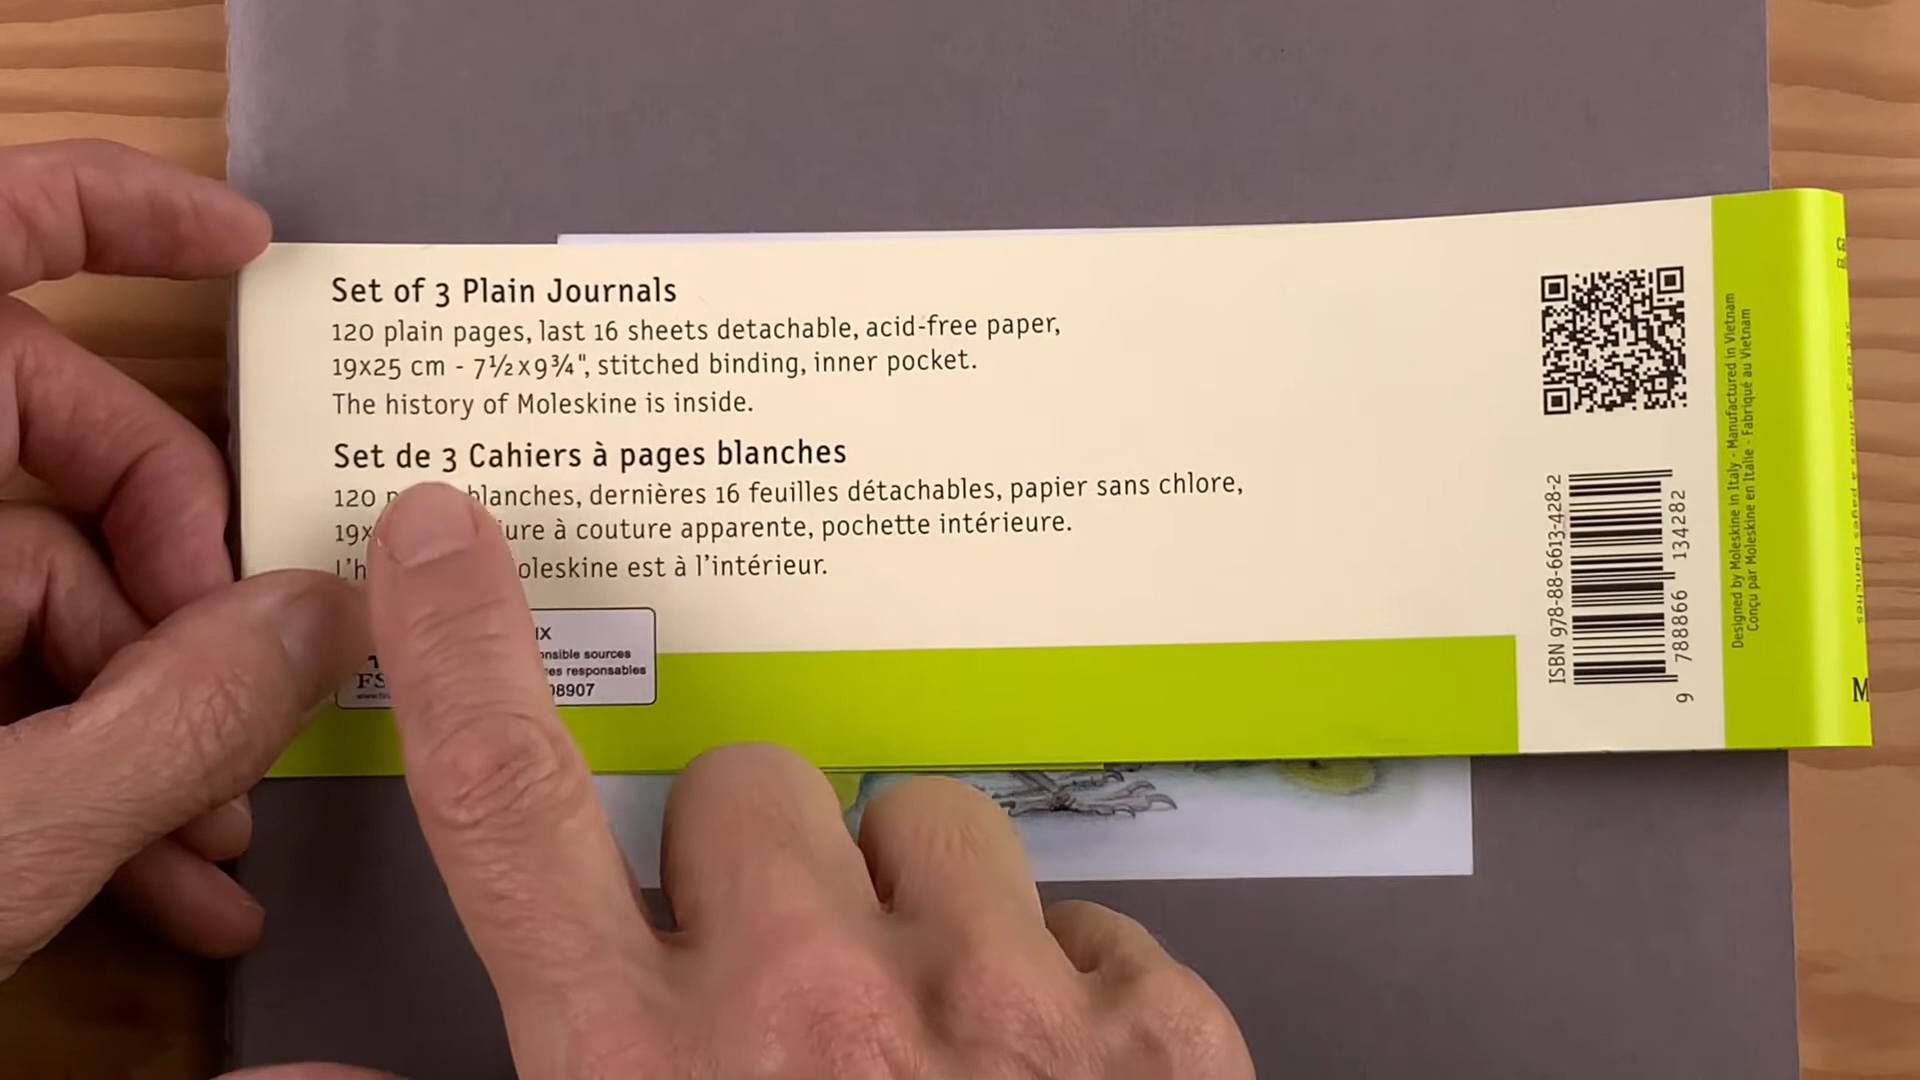 Set of 3 Plain Journals
120 plain pages, last 16 sheets detachable, acid-free paper,
19x25 cm - 7½x9¾", stitched binding, inner pocket.
The history of Moleskine is inside.
Set de 3 Cahiers à pages blanches
120 blanches, dernières 16 feuilles détachables, papier sans chlore,
à couture apparente, pochette intérieure.
est à l'intérieur.
sources
responsables
ISBN 978-88-6613-428-2
9 788866 134282
Designed by Moleskine in Italy - Manufactured in Vietnam
Conçu par Moleskine en Italie - Fabriqué au Vietnam